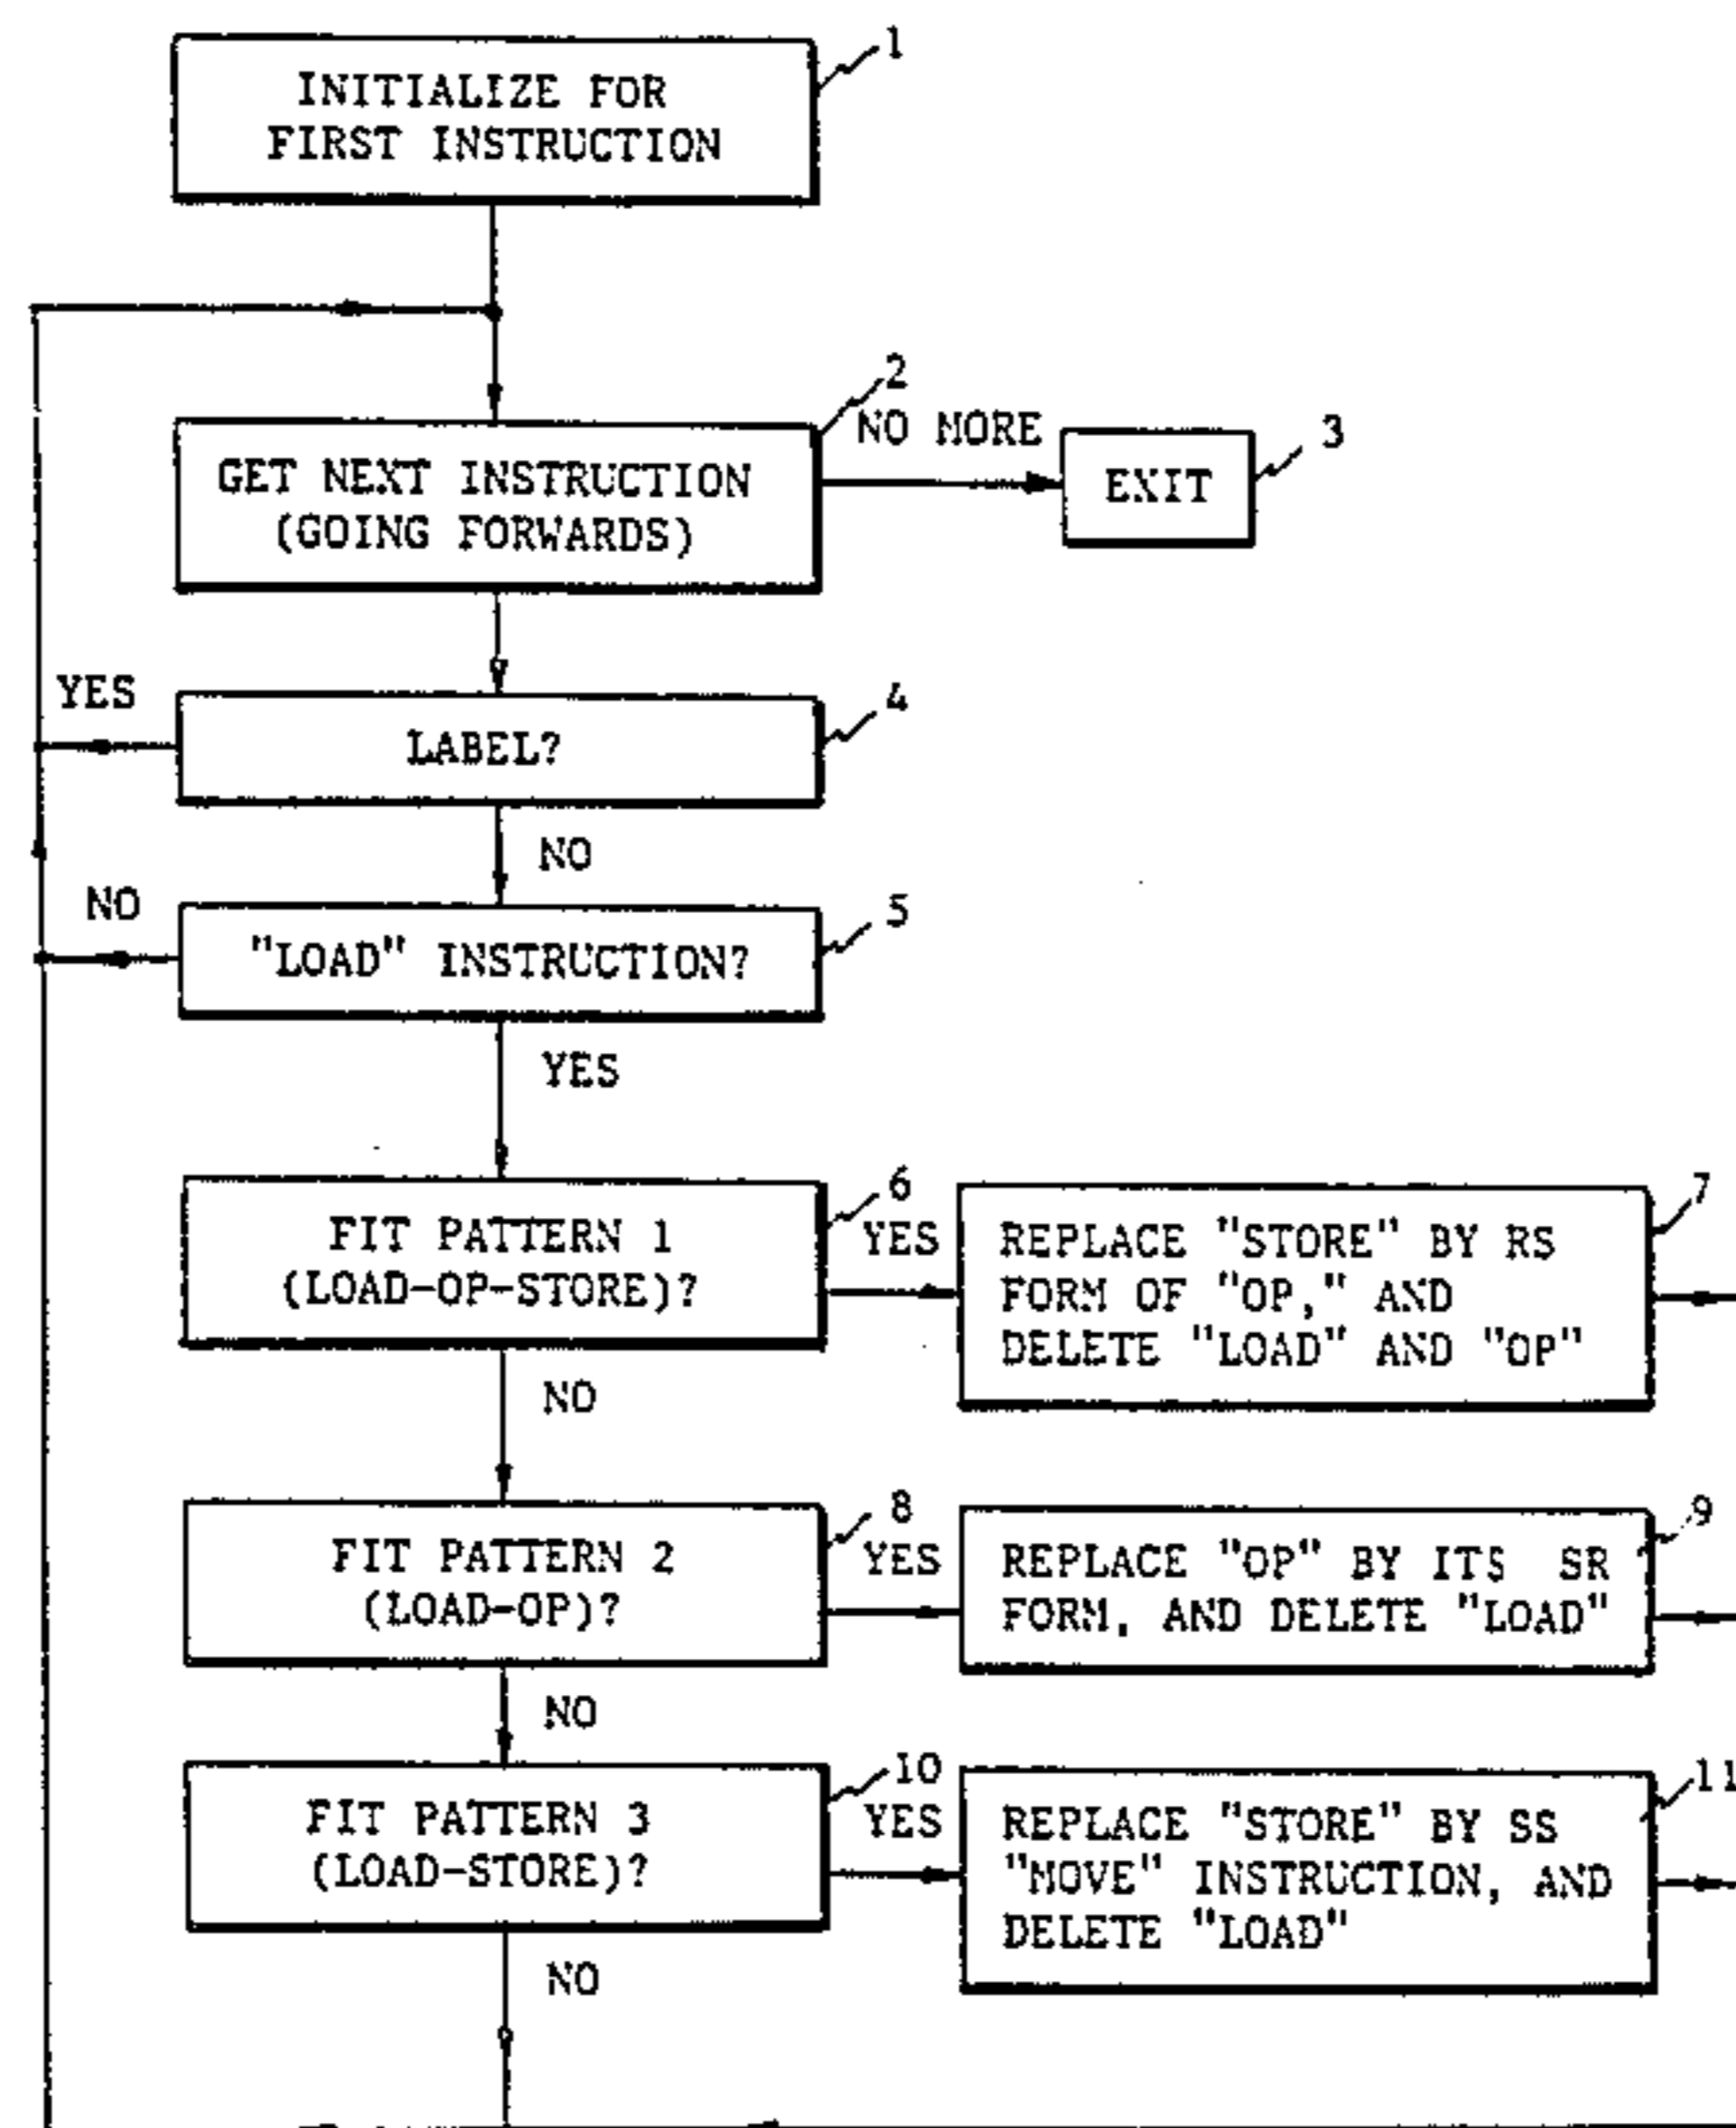 1
INITIALIZE FOR
FIRST INSTRUCTION
2
NO MORE
3
GET NEXT INSTRUCTION
(GOING FORWARDS)
EXIT
YES
4
LABEL?
NO
NO
5
"LOAD" INSTRUCTION?
YES
6
YES
7
FIT PATTERN 1
(LOAD-OP-STORE)?
REPLACE "STORE" BY RS
FORM OF "OP," AND
DELETE "LOAD" AND "OP"
NO
8
YES
9
FIT PATTERN 2
(LOAD-OP)?
REPLACE "OP" BY ITS SR
FORM, AND DELETE "LOAD"
NO
10
YES
11
FIT PATTERN 3
(LOAD-STORE)?
REPLACE "STORE" BY SS
"MOVE" INSTRUCTION, AND
DELETE "LOAD"
NO